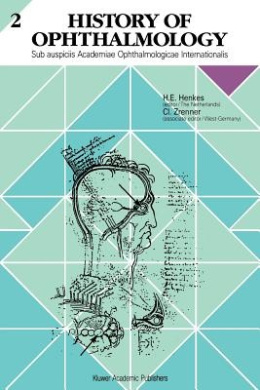 2
HISTORY OF
OPHTHALMOLOGY
Sub auspiciis Academiae Ophthalmologicae Internationalis
H.E. Henkes
(editor/The Netherlands)
Cl. Zrenner
(associate editor/West Germany)
Kluwer Academic Publishers